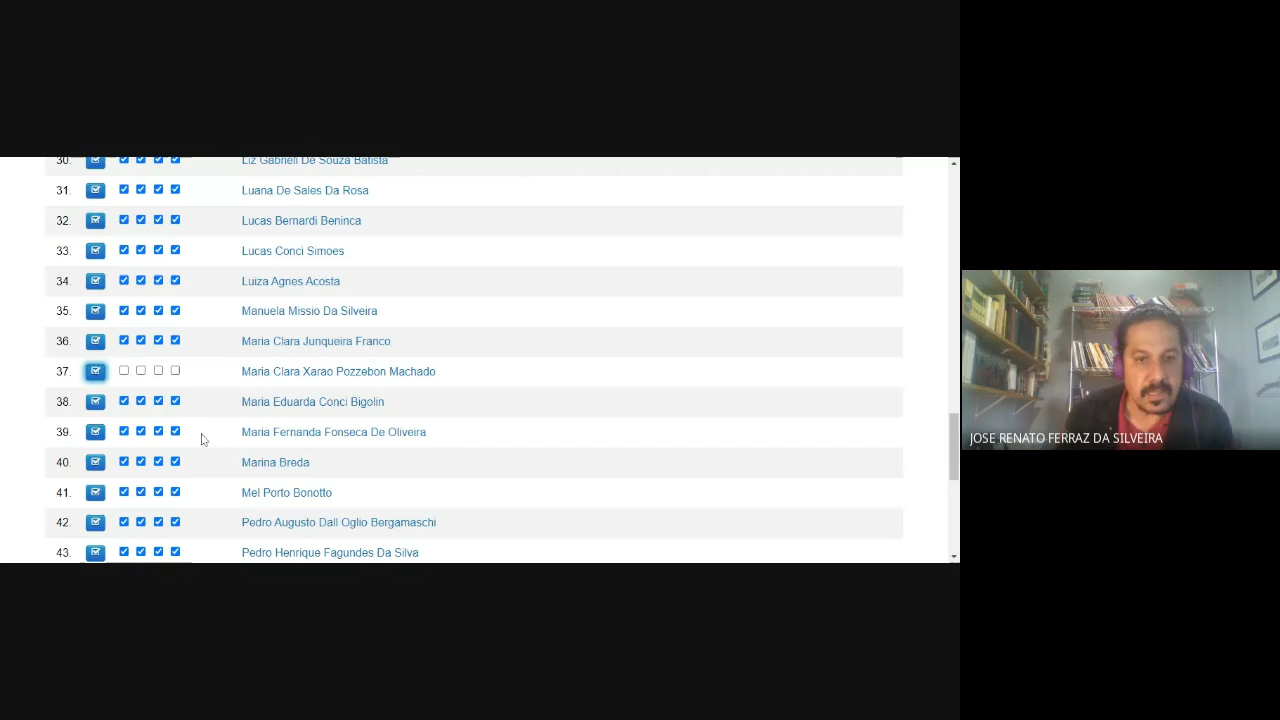 30. Liz Gabrieli De Souza Batista
31. Luana De Sales Da Rosa
32. Lucas Bernardi Beninca
33. Lucas Conci Simoes
34. Luiza Agnes Acosta
35. Manuela Missio Da Silveira
36. Maria Clara Junqueira Franco
37. Maria Clara Xarao Pozzebon Machado
38. Maria Eduarda Conci Bigolin
39. Maria Fernanda Fonseca De Oliveira
40. Marina Breda
41. Mel Porto Bonotto
42. Pedro Augusto Dall Oglio Bergamaschi
43. Pedro Henrique Fagundes Da Silva
JOSE RENATO FERRAZ DA SILVEIRA